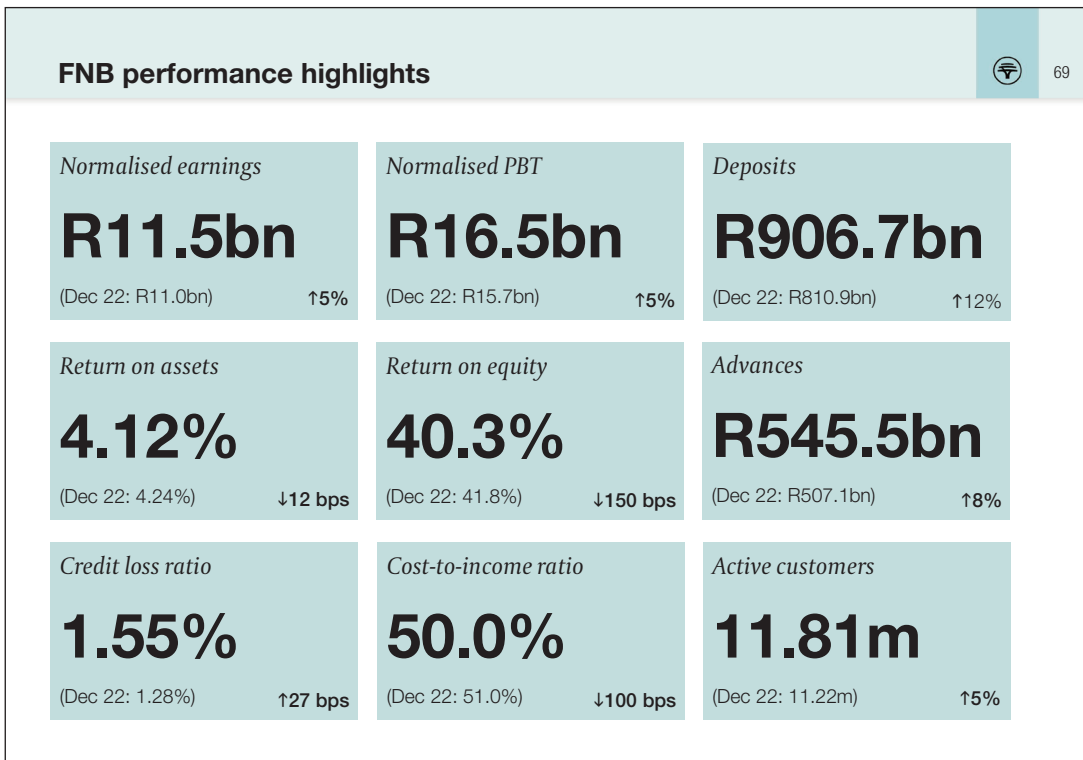 FNB performance highlights
69
Normalised earnings
R11.5bn
(Dec 22: R11.0bn) ↑5%
Normalised PBT
R16.5bn
(Dec 22: R15.7bn) ↑5%
Deposits
R906.7bn
(Dec 22: R810.9bn) ↑12%
Return on assets
4.12%
(Dec 22: 4.24%) ↓12 bps
Return on equity
40.3%
(Dec 22: 41.8%) ↓150 bps
Advances
R545.5bn
(Dec 22: R507.1bn) ↑8%
Credit loss ratio
1.55%
(Dec 22: 1.28%) ↑27 bps
Cost-to-income ratio
50.0%
(Dec 22: 51.0%) ↓100 bps
Active customers
11.81m
(Dec 22: 11.22m) ↑5%